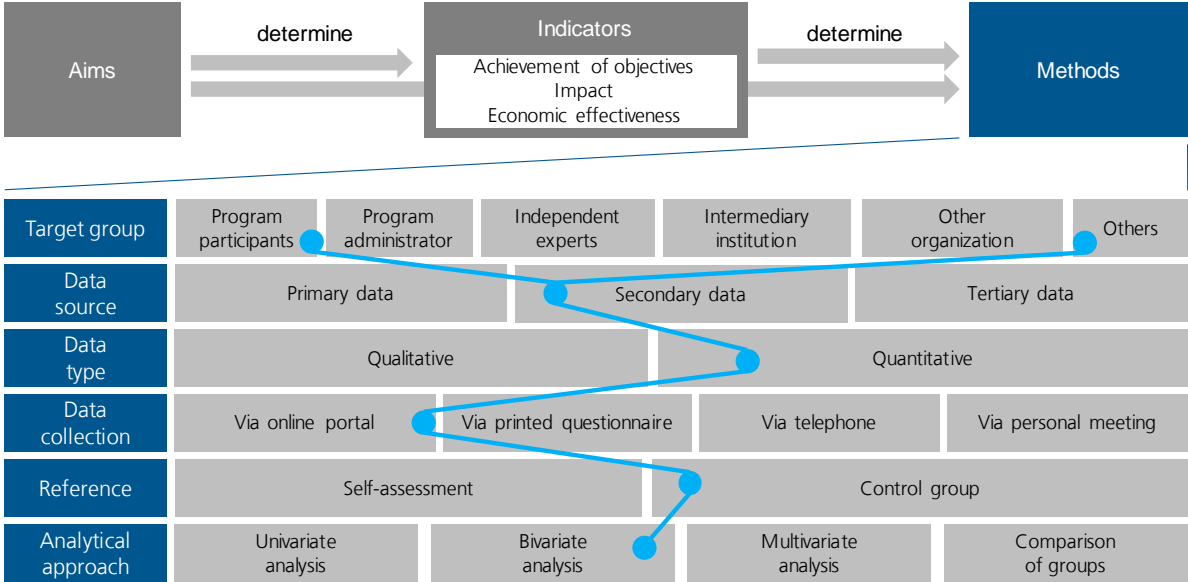 Aims
determine
Indicators
Achievement of objectives
Impact
Economic effectiveness
determine
Methods
Target group
Program
participants
Program
administrator
Independent
experts
Intermediary
institution
Other
organization
Others
Data
source
Primary data
Secondary data
Tertiary data
Data
type
Qualitative
Quantitative
Data
collection
Via online portal
Via printed questionnaire
Via telephone
Via personal meeting
Reference
Self-assessment
Control group
Analytical
approach
Univariate
analysis
Bivariate
analysis
Multivariate
analysis
Comparison
of groups